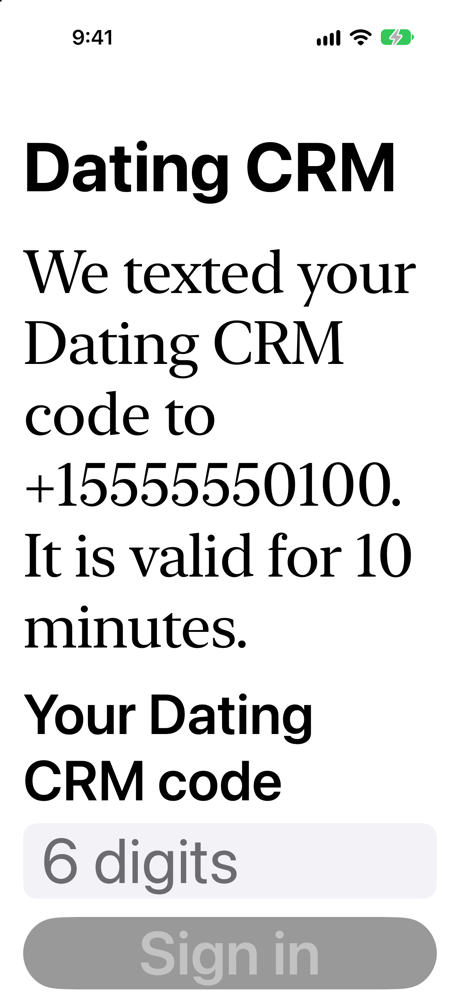 9:41
Dating CRM
We texted your
Dating CRM
code to
+15555550100.
It is valid for 10
minutes.
Your Dating
CRM code
6 digits
Sign in